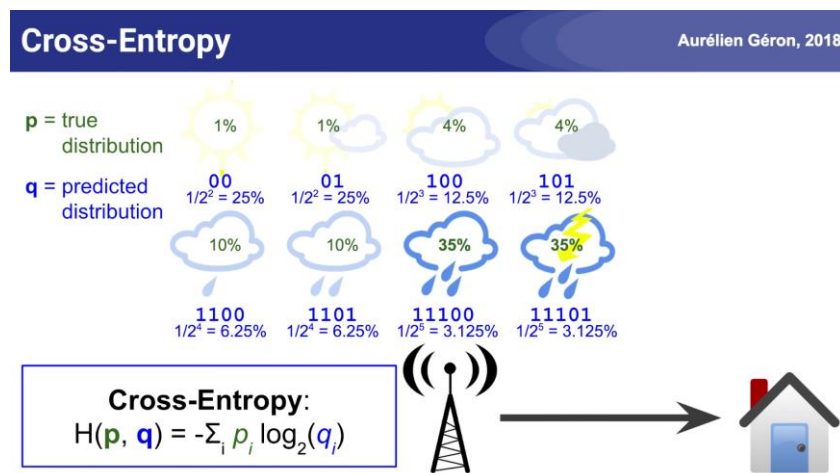 Cross-Entropy
Aurélien Géron, 2018
p = true distribution
1% 1% 4% 4%
q = predicted distribution
00 01 100 101
1/2² = 25% 1/2² = 25% 1/2³ = 12.5% 1/2³ = 12.5%
10% 10% 35% 35%
1100 1101 11100 11101
1/2⁴ = 6.25% 1/2⁴ = 6.25% 1/2⁵ = 3.125% 1/2⁵ = 3.125%
Cross-Entropy:
H(p, q) = -Σᵢ pᵢ log₂(qᵢ)